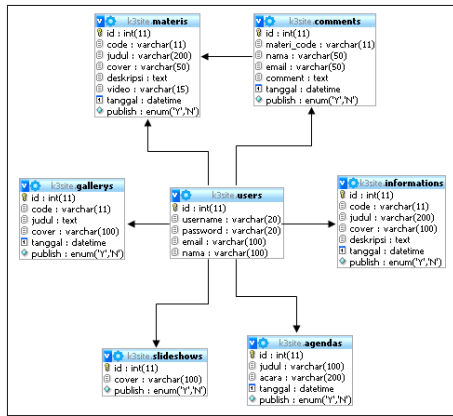 k3site.materis
id : int(11)
code : varchar(11)
judul : varchar(200)
cover : varchar(50)
deskripsi : text
video : varchar(15)
tanggal : datetime
publish : enum('Y','N')
k3site.comments
id : int(11)
materi_code : varchar(11)
nama : varchar(50)
email : varchar(50)
comment : text
tanggal : datetime
publish : enum('Y','N')
k3site.gallerys
id : int(11)
code : varchar(11)
judul : text
cover : varchar(100)
tanggal : datetime
publish : enum('Y','N')
k3site.users
id : int(11)
username : varchar(20)
password : varchar(20)
email : varchar(100)
nama : varchar(100)
k3site.informations
id : int(11)
code : varchar(11)
judul : varchar(200)
cover : varchar(100)
deskripsi : text
tanggal : datetime
publish : enum('Y','N')
k3site.slideshows
id : int(11)
cover : varchar(100)
publish : enum('Y','N')
k3site.agendas
id : int(11)
judul : varchar(100)
acara : varchar(200)
tanggal : datetime
publish : enum('Y','N')